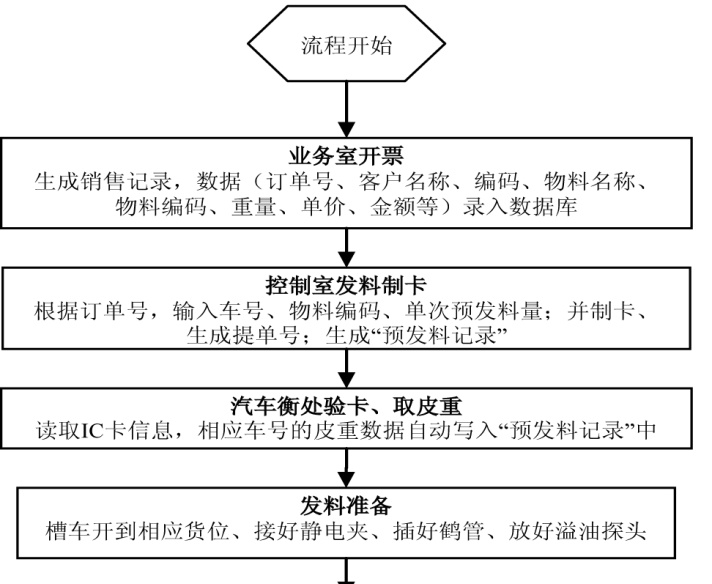 流程开始
业务室开票
生成销售记录，数据（订单号、客户名称、编码、物料名称、
物料编码、重量、单价、金额等）录入数据库
控制室发料制卡
根据订单号，输入车号、物料编码、单次预发料量；并制卡、
生成提单号；生成“预发料记录”
汽车衡处验卡、取皮重
读取IC卡信息，相应车号的皮重数据自动写入“预发料记录”中
发料准备
槽车开到相应货位、接好静电夹、插好鹤管、放好溢油探头